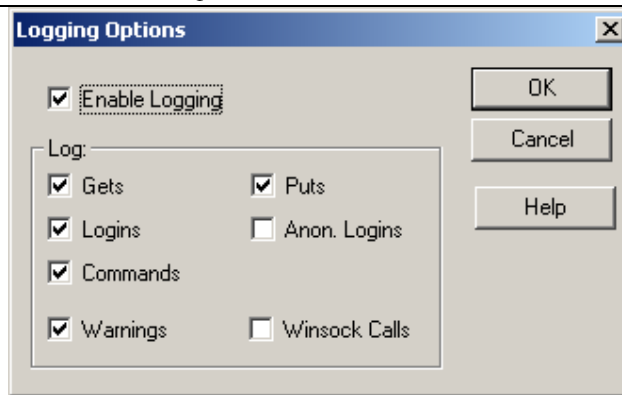 Logging Options
Enable Logging
OK
Cancel
Help
Log:
Gets
Puts
Logins
Anon. Logins
Commands
Warnings
Winsock Calls